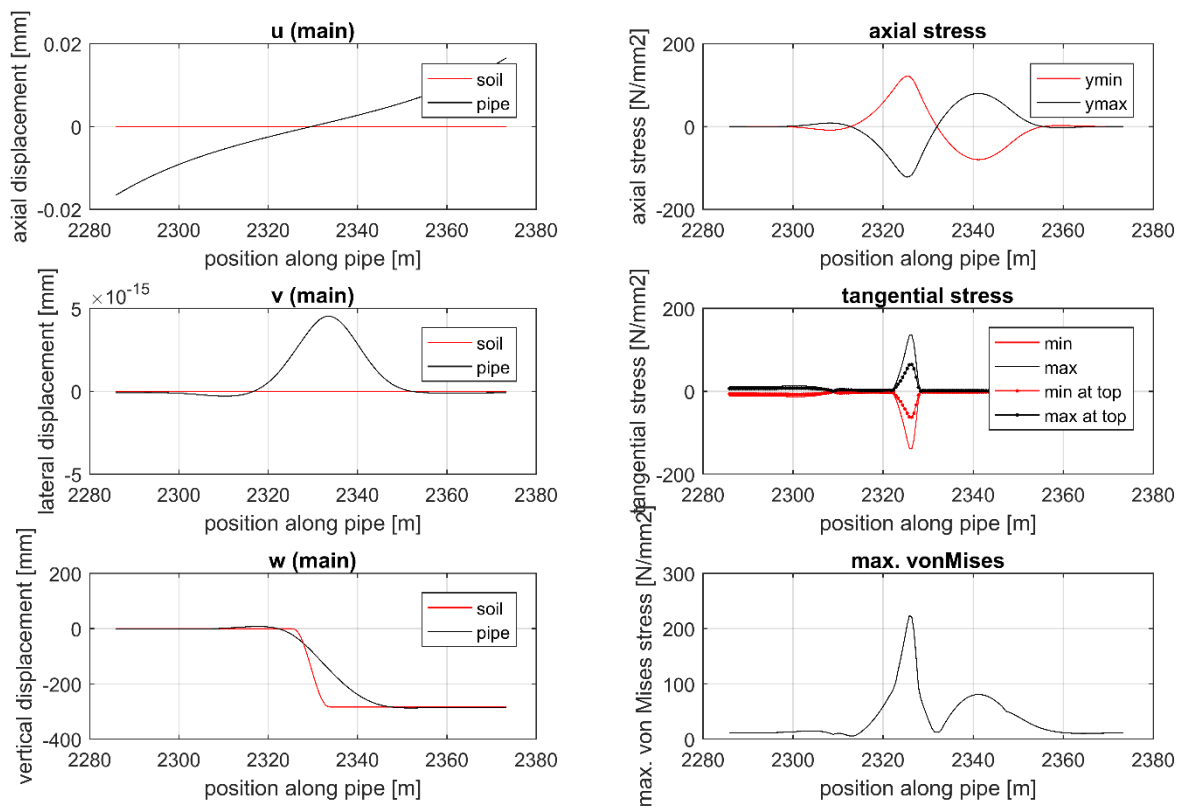 u (main)
axial displacement [mm]
0.02
0
-0.02
soil
pipe
2280 2300 2320 2340 2360 2380
position along pipe [m]
axial stress
axial stress [N/mm2]
200
0
-200
ymin
ymax
2280 2300 2320 2340 2360 2380
position along pipe [m]
v (main)
×10-15
lateral displacement [mm]
5
0
-5
soil
pipe
2280 2300 2320 2340 2360 2380
position along pipe [m]
tangential stress
tangential stress [N/mm2]
200
0
-200
min
max
min at top
max at top
2280 2300 2320 2340 2360 2380
position along pipe [m]
w (main)
vertical displacement [mm]
200
0
-200
-400
soil
pipe
2280 2300 2320 2340 2360 2380
position along pipe [m]
max. vonMises
max. von Mises stress [N/mm2]
300
200
100
0
2280 2300 2320 2340 2360 2380
position along pipe [m]